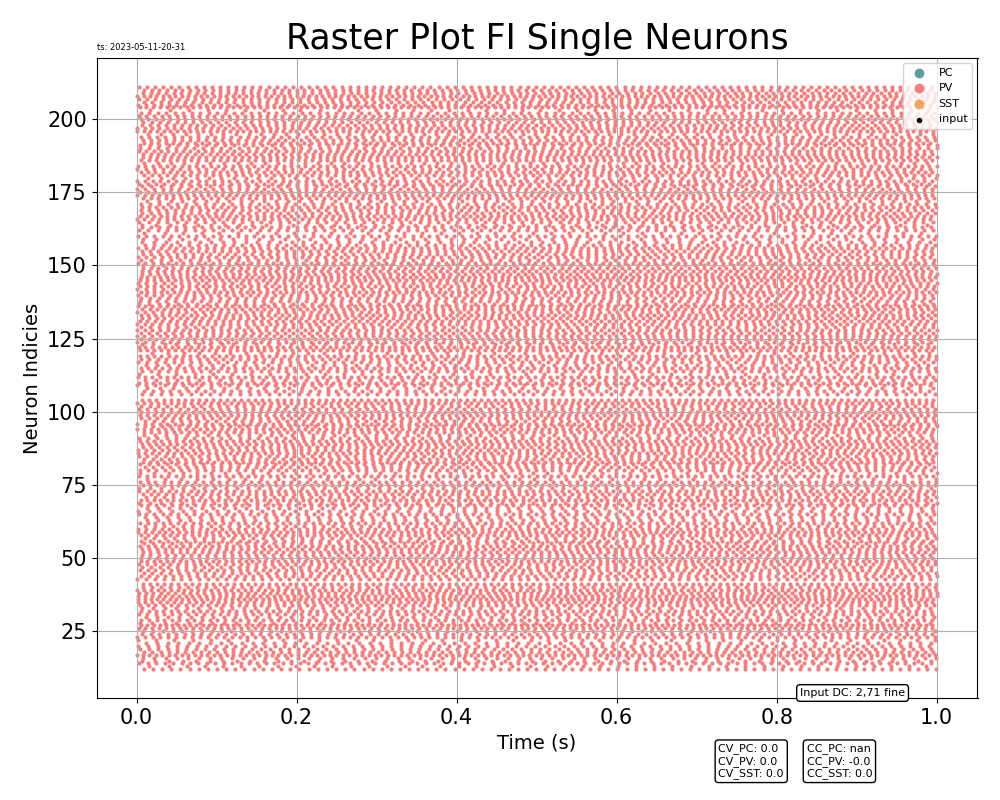 Raster Plot FI Single Neurons
ts: 2023-05-11-20-31
PC
PV
SST
input
200
175
150
125
100
75
50
25
Neuron Indicies
0.0 0.2 0.4 0.6 0.8 1.0
Time (s)
Input DC: 2,71 fine
CV_PC: 0.0
CV_PV: 0.0
CV_SST: 0.0
CC_PC: nan
CC_PV: -0.0
CC_SST: 0.0